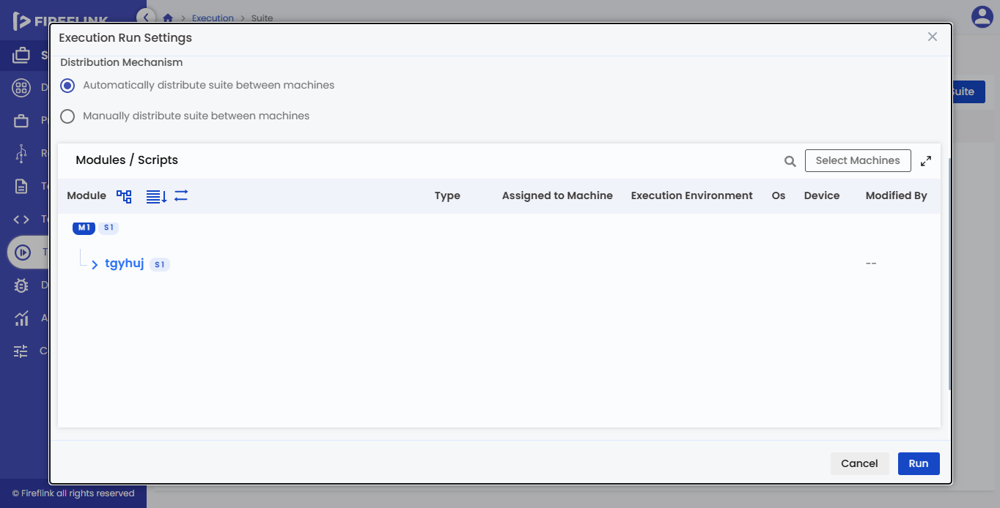 FIREFLINK
Execution
Suite
Execution Run Settings
Distribution Mechanism
Automatically distribute suite between machines
Suite
Manually distribute suite between machines
Modules / Scripts
Select Machines
Module
Type
Assigned to Machine
Execution Environment
Os
Device
Modified By
M1
S1
tgyhuj
S1
--
Cancel
Run
© Fireflink all rights reserved